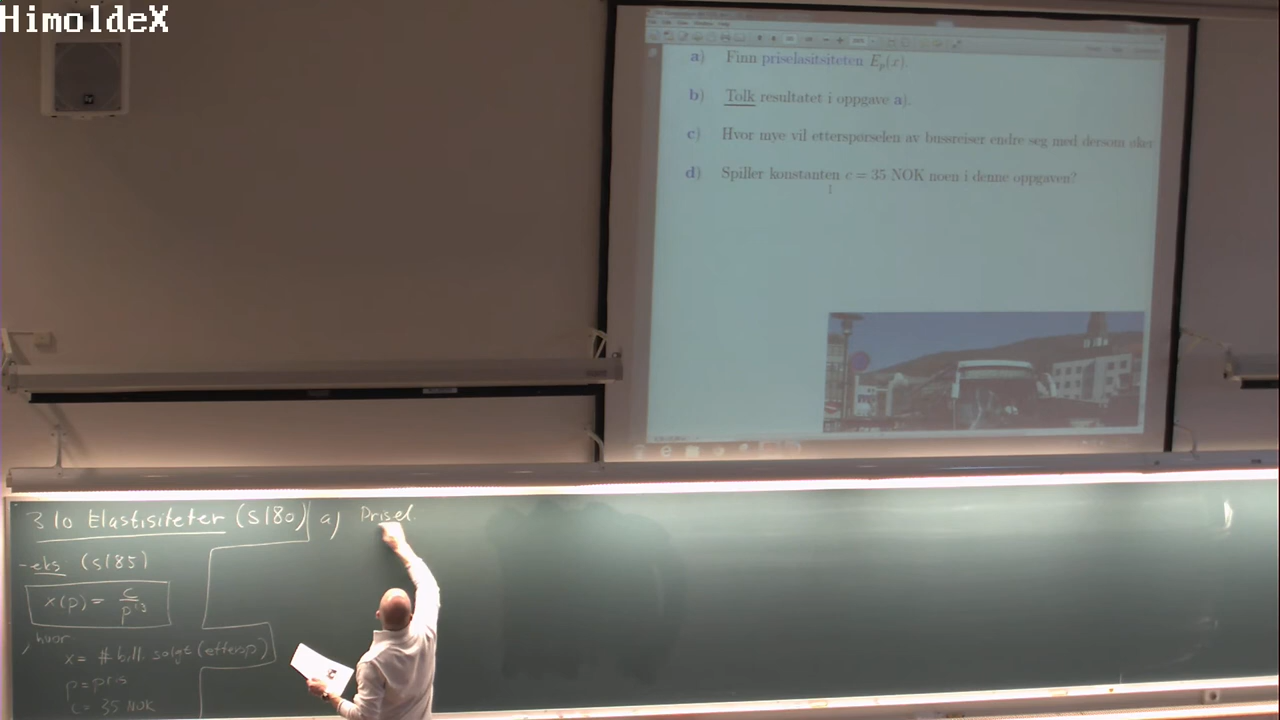 HimoldeX
a) Finn priselasitsiteten Ep(x).
b) Tolk resultatet i oppgave a).
c) Hvor mye vil etterspørselen av bussreiser endre seg med dersom øker
d) Spiller konstanten c = 35 NOK noen i denne oppgaven?
3.10 Elastisiteter (s180)
- eks (s185)
x(p) = c/p
, hvor
x = # bill. solgt (ettersp)
p = pris
c = 35 NOK
a) Prisel.